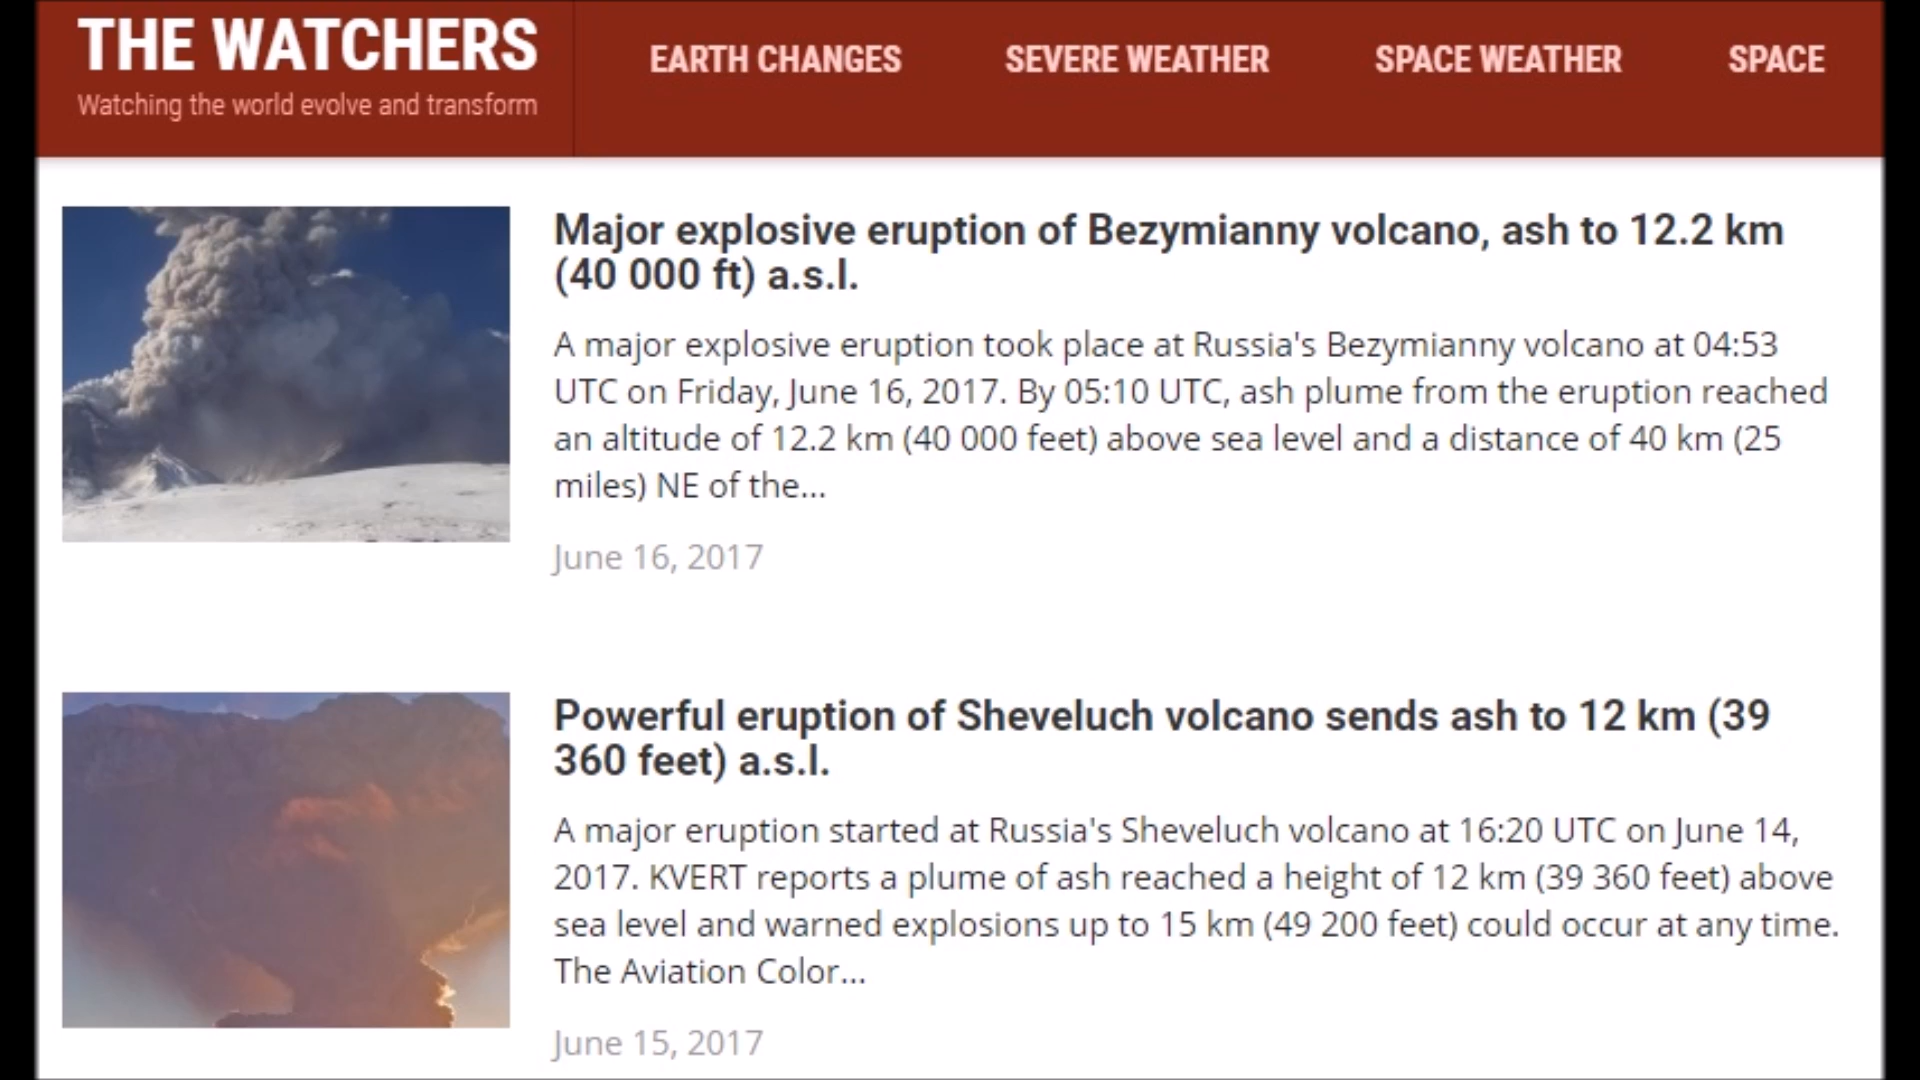 THE WATCHERS
Watching the world evolve and transform
EARTH CHANGES
SEVERE WEATHER
SPACE WEATHER
SPACE
Major explosive eruption of Bezymianny volcano, ash to 12.2 km
(40 000 ft) a.s.l.
A major explosive eruption took place at Russia's Bezymianny volcano at 04:53
UTC on Friday, June 16, 2017. By 05:10 UTC, ash plume from the eruption reached
an altitude of 12.2 km (40 000 feet) above sea level and a distance of 40 km (25
miles) NE of the...
June 16, 2017
Powerful eruption of Sheveluch volcano sends ash to 12 km (39
360 feet) a.s.l.
A major eruption started at Russia's Sheveluch volcano at 16:20 UTC on June 14,
2017. KVERT reports a plume of ash reached a height of 12 km (39 360 feet) above
sea level and warned explosions up to 15 km (49 200 feet) could occur at any time.
The Aviation Color...
June 15, 2017